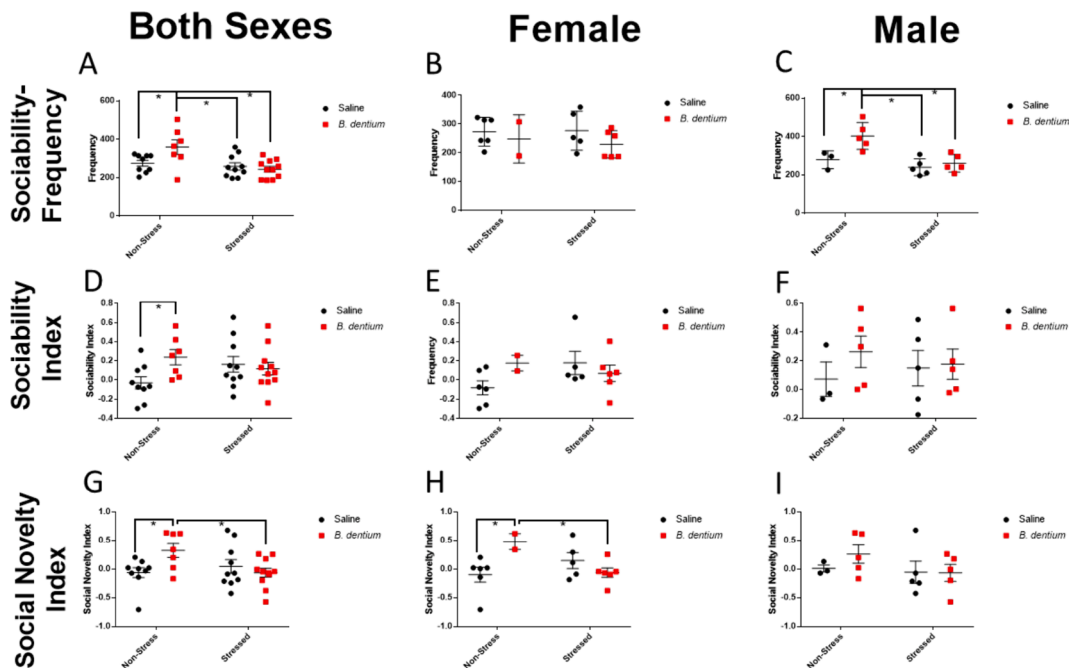 Both Sexes
Female
Male
Sociability-
Frequency
A
Frequency
600
400
200
0
*
*
*
Non-Stress
Stressed
Saline
B. dentium
B
Frequency
400
300
200
100
0
Non-Stress
Stressed
Saline
B. dentium
C
Frequency
600
400
200
0
*
*
*
Non-Stress
Stressed
Saline
B. dentium
Sociability
Index
D
Sociability Index
0.8
0.6
0.4
0.2
0.0
-0.2
-0.4
*
Non-Stress
Stressed
Saline
B. dentium
E
Frequency
0.8
0.6
0.4
0.2
0.0
-0.2
-0.4
Non-Stress
Stressed
Saline
B. dentium
F
Sociability Index
0.6
0.4
0.2
0.0
-0.2
Non-Stress
Stressed
Saline
B. dentium
Social Novelty
Index
G
Social Novelty Index
1.0
0.5
0.0
-0.5
-1.0
*
*
Non-Stress
Stressed
Saline
B. dentium
H
Social Novelty Index
1.0
0.5
0.0
-0.5
-1.0
*
*
Non-Stress
Stressed
Saline
B. dentium
I
Social Novelty Index
1.0
0.5
0.0
-0.5
-1.0
Non-Stress
Stressed
Saline
B. dentium